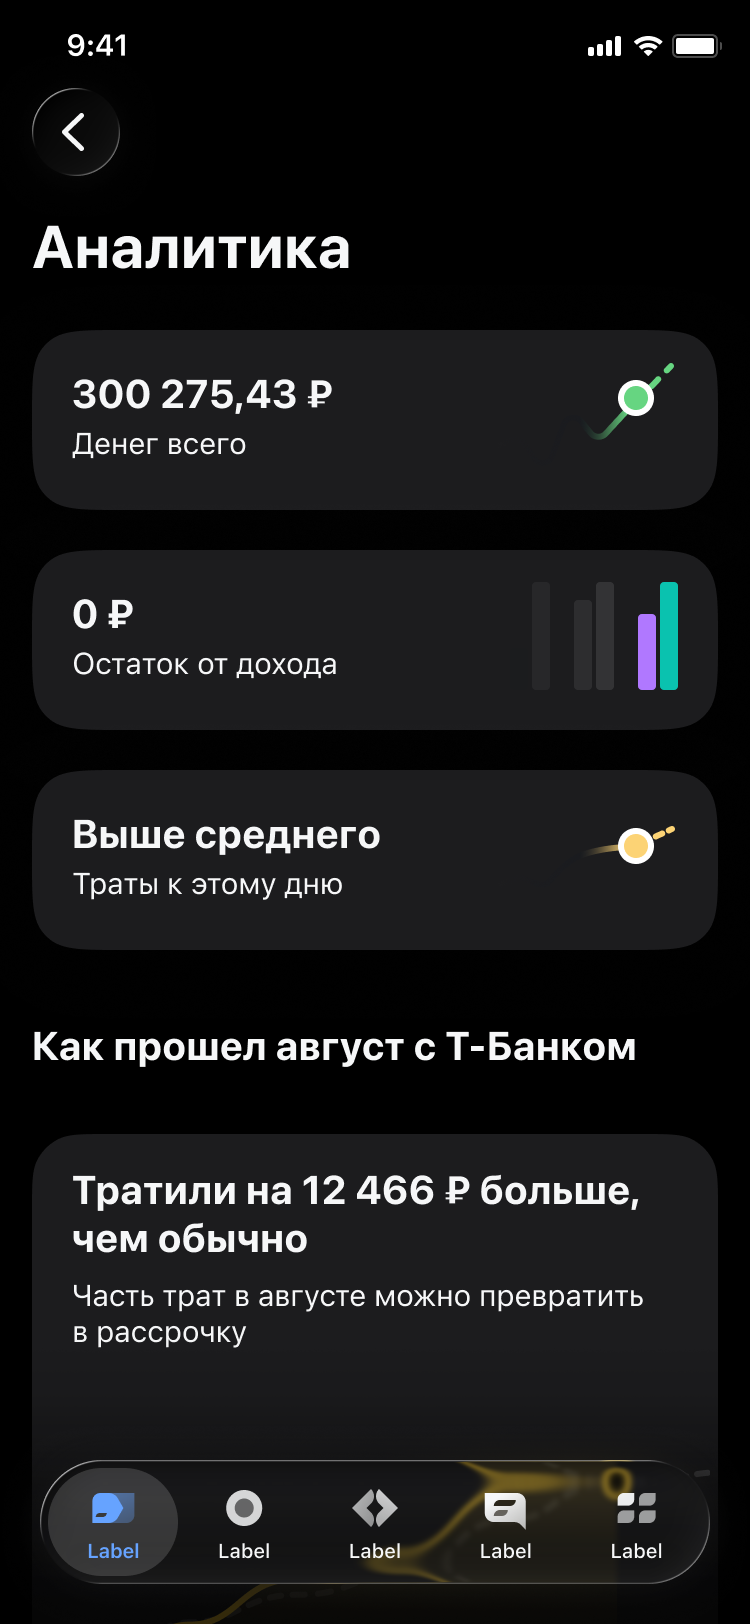 9:41
Аналитика
300 275,43 ₽
Денег всего
0 ₽
Остаток от дохода
Выше среднего
Траты к этому дню
Как прошел август с Т-Банком
Тратили на 12 466 ₽ больше,
чем обычно
Часть трат в августе можно превратить
в рассрочку
Label Label Label Label Label